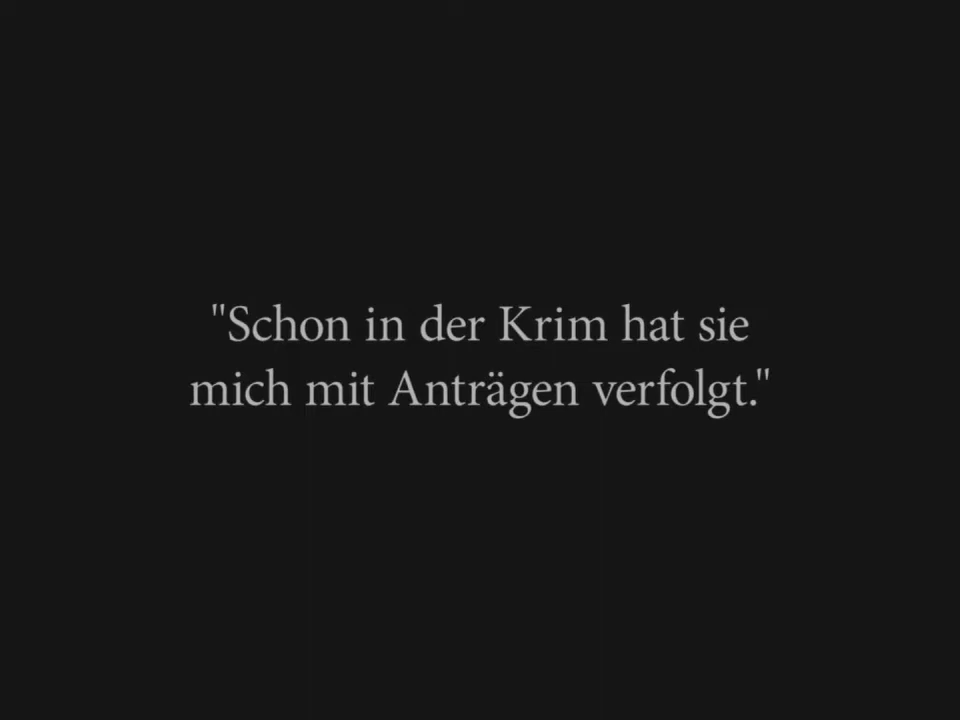 "Schon in der Krim hat sie
mich mit Anträgen verfolgt."